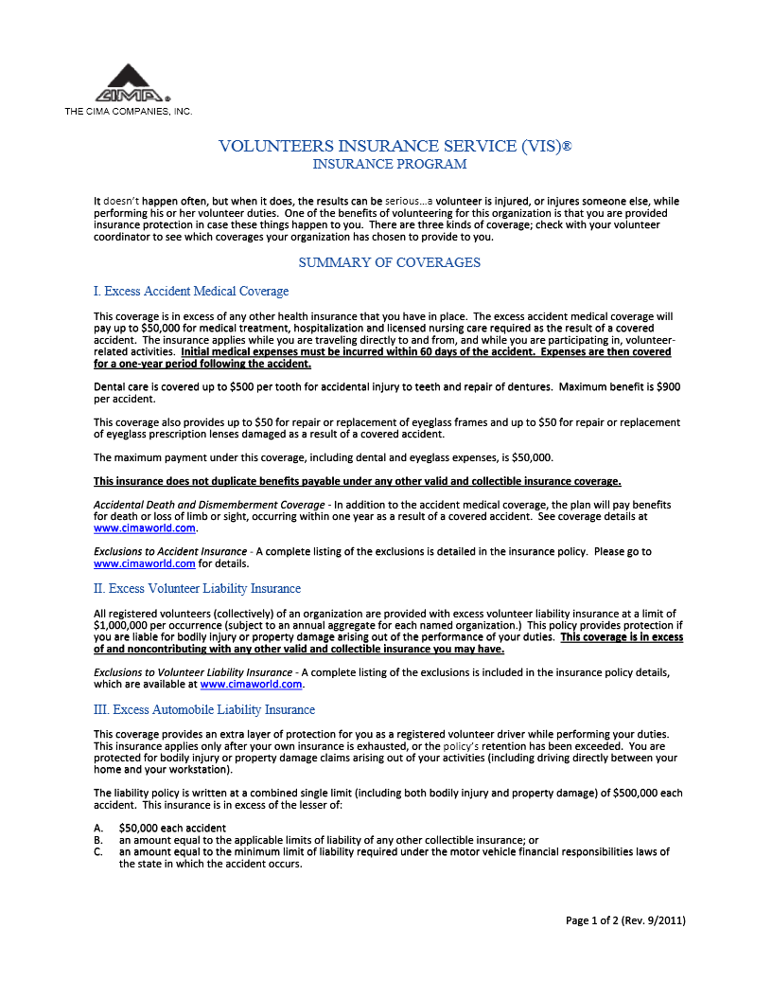 CIMA®
THE CIMA COMPANIES, INC.
VOLUNTEERS INSURANCE SERVICE (VIS)®
INSURANCE PROGRAM
It doesn't happen often, but when it does, the results can be serious…a volunteer is injured, or injures someone else, while
performing his or her volunteer duties.  One of the benefits of volunteering for this organization is that you are provided
insurance protection in case these things happen to you.  There are three kinds of coverage; check with your volunteer
coordinator to see which coverages your organization has chosen to provide to you.
SUMMARY OF COVERAGES
I. Excess Accident Medical Coverage
This coverage is in excess of any other health insurance that you have in place.  The excess accident medical coverage will
pay up to $50,000 for medical treatment, hospitalization and licensed nursing care required as the result of a covered
accident.  The insurance applies while you are traveling directly to and from, and while you are participating in, volunteer-
related activities.  Initial medical expenses must be incurred within 60 days of the accident.  Expenses are then covered
for a one-year period following the accident.
Dental care is covered up to $500 per tooth for accidental injury to teeth and repair of dentures.  Maximum benefit is $900
per accident.
This coverage also provides up to $50 for repair or replacement of eyeglass frames and up to $50 for repair or replacement
of eyeglass prescription lenses damaged as a result of a covered accident.
The maximum payment under this coverage, including dental and eyeglass expenses, is $50,000.
This insurance does not duplicate benefits payable under any other valid and collectible insurance coverage.
Accidental Death and Dismemberment Coverage - In addition to the accident medical coverage, the plan will pay benefits
for death or loss of limb or sight, occurring within one year as a result of a covered accident.  See coverage details at
www.cimaworld.com.
Exclusions to Accident Insurance - A complete listing of the exclusions is detailed in the insurance policy.  Please go to
www.cimaworld.com for details.
II. Excess Volunteer Liability Insurance
All registered volunteers (collectively) of an organization are provided with excess volunteer liability insurance at a limit of
$1,000,000 per occurrence (subject to an annual aggregate for each named organization.)  This policy provides protection if
you are liable for bodily injury or property damage arising out of the performance of your duties.  This coverage is in excess
of and noncontributing with any other valid and collectible insurance you may have.
Exclusions to Volunteer Liability Insurance - A complete listing of the exclusions is included in the insurance policy details,
which are available at www.cimaworld.com.
III. Excess Automobile Liability Insurance
This coverage provides an extra layer of protection for you as a registered volunteer driver while performing your duties.
This insurance applies only after your own insurance is exhausted, or the policy's retention has been exceeded.  You are
protected for bodily injury or property damage claims arising out of your activities (including driving directly between your
home and your workstation).
The liability policy is written at a combined single limit (including both bodily injury and property damage) of $500,000 each
accident.  This insurance is in excess of the lesser of:
A. $50,000 each accident
B. an amount equal to the applicable limits of liability of any other collectible insurance; or
C. an amount equal to the minimum limit of liability required under the motor vehicle financial responsibilities laws of
the state in which the accident occurs.
Page 1 of 2 (Rev. 9/2011)